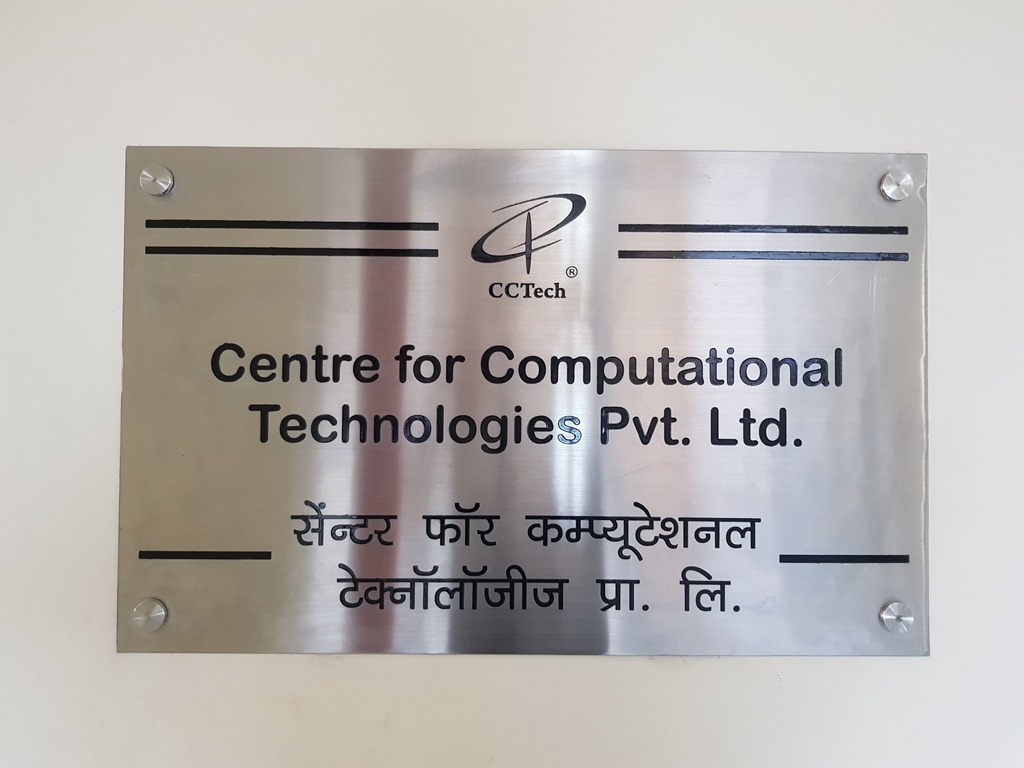 ®
CCTech
Centre for Computational
Technologies Pvt. Ltd.
सेंन्टर फॉर कम्प्यूटेशनल
टेक्नॉलॉजीज प्रा. लि.